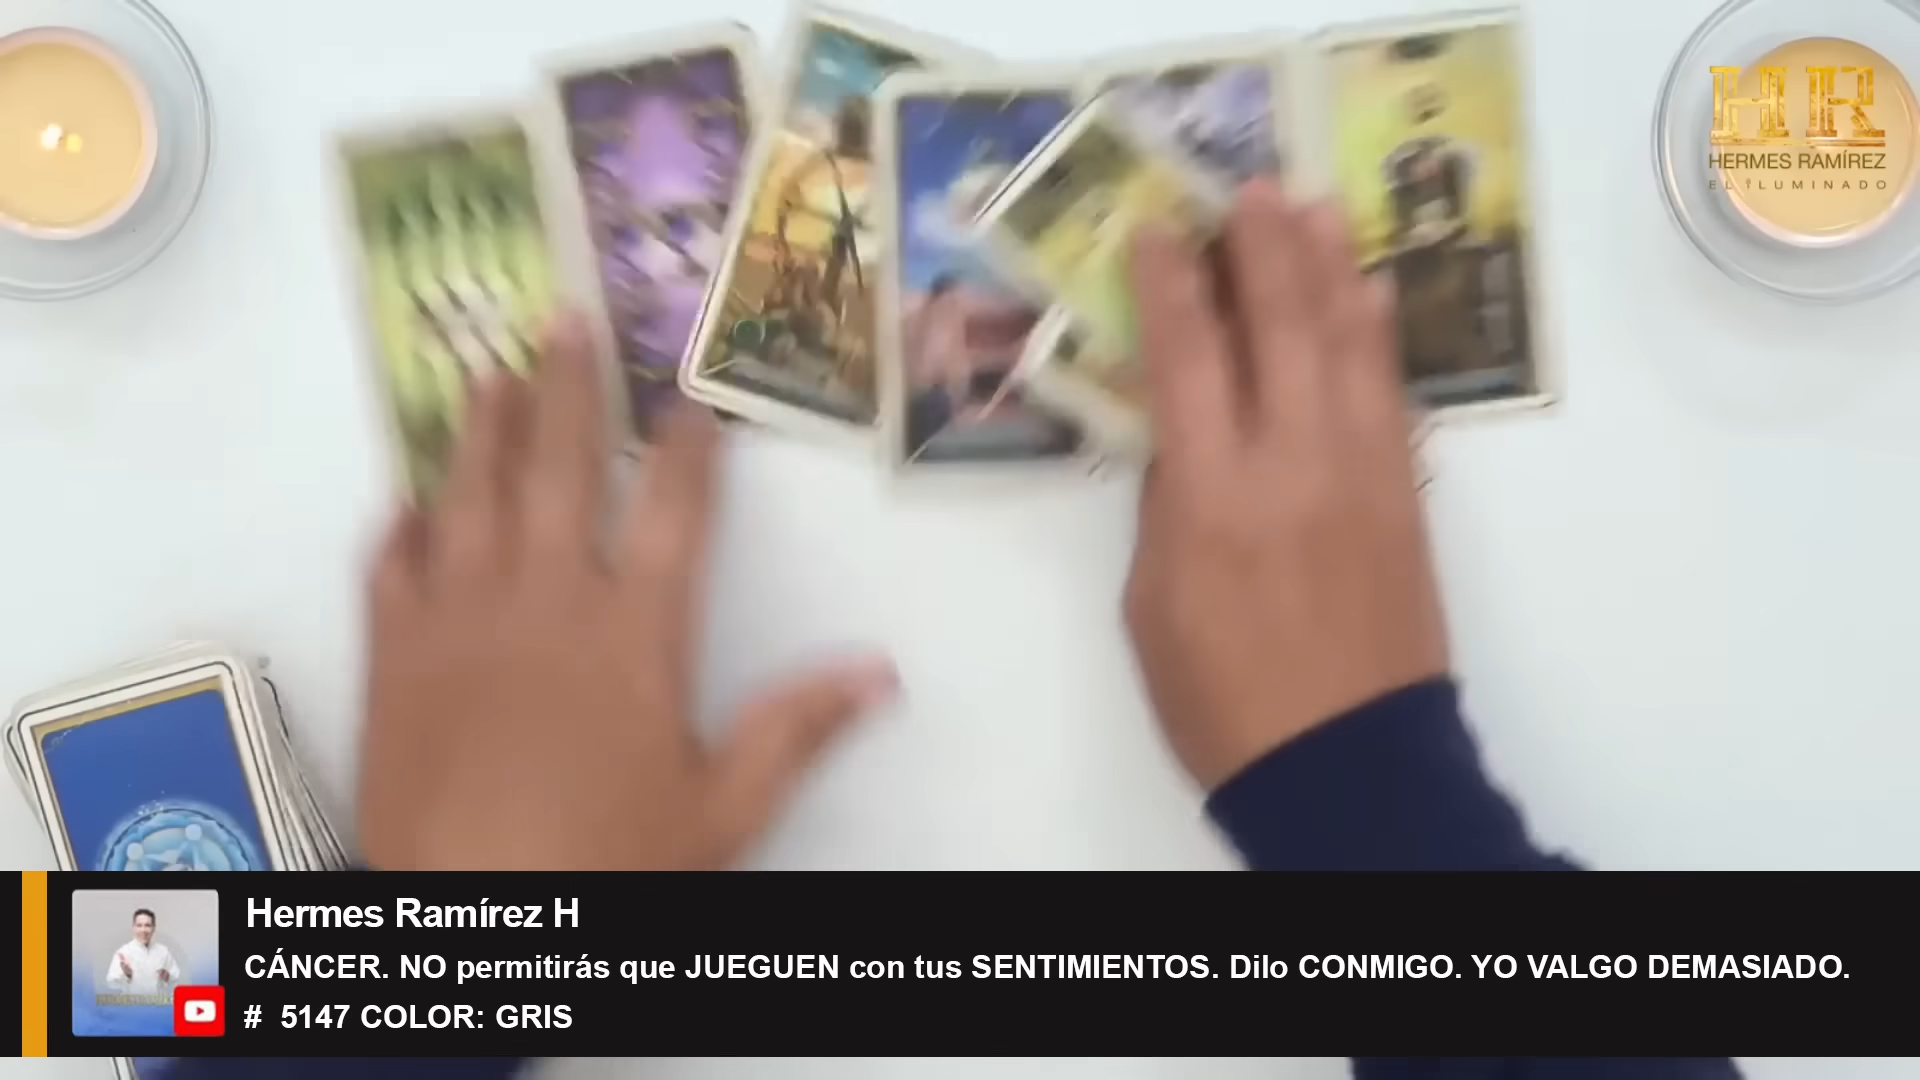 HR
HERMES RAMÍREZ
EL ILUMINADO
Hermes Ramírez H
CÁNCER. NO permitirás que JUEGUEN con tus SENTIMIENTOS. Dilo CONMIGO. YO VALGO DEMASIADO.
# 5147 COLOR: GRIS